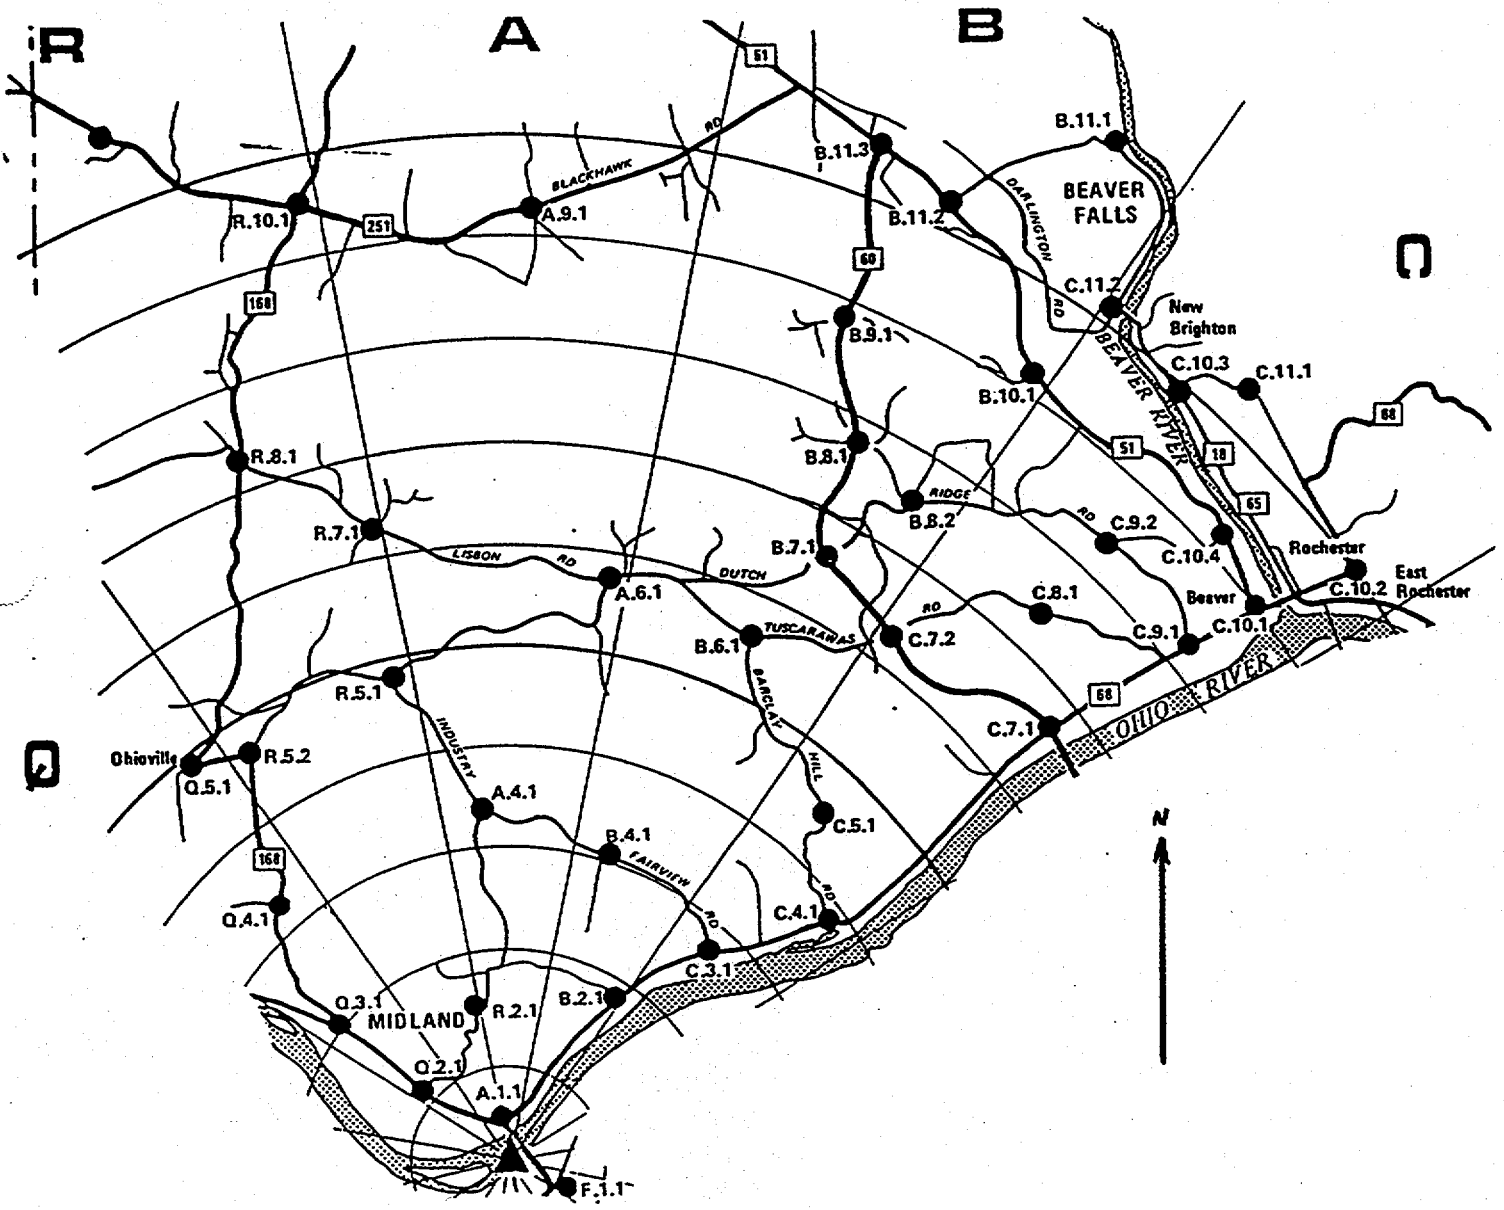 R
A
B
51
B.11.1
B.11.3
BEAVER
FALLS
BLACKHAWK
RD
DARLINGTON
RD
R.10.1
251
A.9.1
B.11.2
60
168
C.11.2
New
Brighton
B.9.1
BEAVER RIVER
C.10.3
C.11.1
B.10.1
68
R.8.1
B.8.1
51
18
65
RIDGE
RD
B.8.2
C.9.2
R.7.1
LISBON
RD
DUTCH
B.7.1
C.10.4
Rochester
A.6.1
C.10.2
East
Rochester
Beaver
RD
C.8.1
C.10.1
B.6.1
TUSCARAWAS
C.7.2
C.9.1
R.5.1
BARCLAY
HILL
RD
68
OHIO RIVER
C.7.1
INDUSTRY
Ohioville
R.5.2
Q
Q.5.1
A.4.1
C.5.1
N
B.4.1
FAIRVIEW
RD
168
Q.4.1
C.4.1
C.3.1
Q.3.1
MIDLAND
R.2.1
B.2.1
Q.2.1
A.1.1
F.1.1